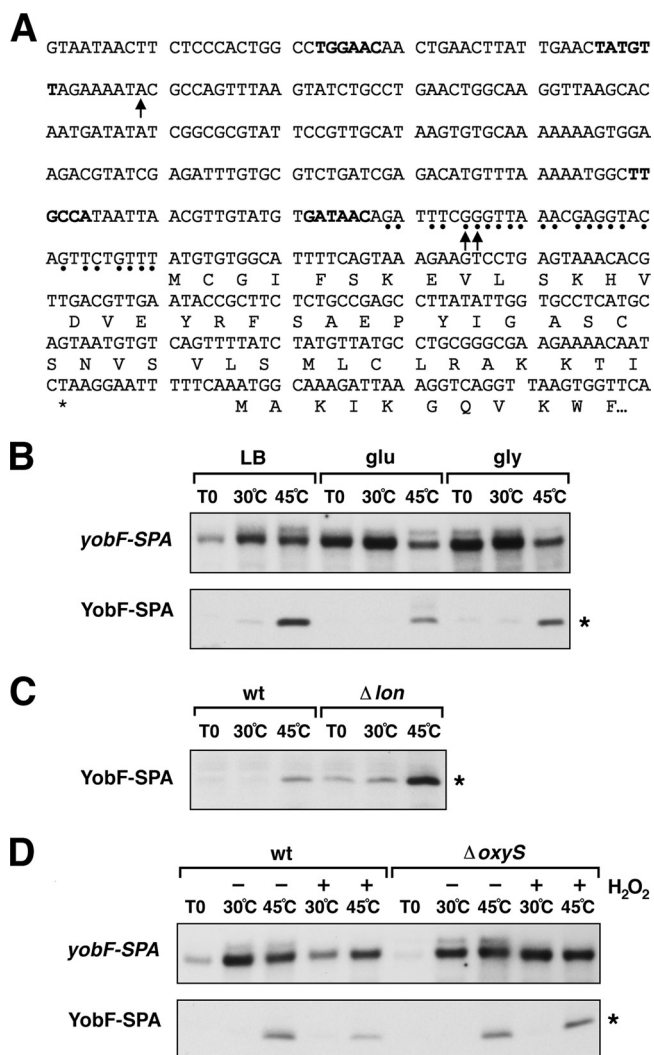 A
GTAATAACTT CTCCCACTGG CCTGGAACAA CTGAACTTAT TGAACTATGT
TAGAAAATAC GCCAGTTTAA GTATCTGCCT GAACTGGCAA GGTTAAGCAC
AATGATATAT CGGCGCGTAT TCCGTTGCAT AAGTGTGCAA AAAAAGTGGA
AGACGTATCG AGATTTGTGC GTCTGATCGA GACATGTTTA AAAATGGCTT
GCCATAATTA ACGTTGTATG TGATAACAGA TTTCGGGTTA AACGAGGTAC
AGTTCTGTTT ATGTGTGGCA TTTTCAGTAA AGAAGTCCTG AGTAAACACG
M C G I F S K E V L S K H V
TTGACGTTGA ATACCGCTTC TCTGCCGAGC CTTATATTGG TGCCTCATGC
D V E Y R F S A E P Y I G A S C
AGTAATGTGT CAGTTTTATC TATGTTATGC CTGCGGGCGA AGAAAACAAT
S N V S V L S M L C L R A K K T I
CTAAGGAATT TTTCAAATGG CAAAGATTAA AGGTCAGGTT AAGTGGTTCA
* M A K I K G Q V K W F...
B
LB glu gly
T0 30°C 45°C T0 30°C 45°C T0 30°C 45°C
yobF-SPA
YobF-SPA *
C
wt Δlon
T0 30°C 45°C T0 30°C 45°C
YobF-SPA *
D
wt ΔoxyS
– – + + – – + + H₂O₂
T0 30°C 45°C 30°C 45°C T0 30°C 45°C 30°C 45°C
yobF-SPA
YobF-SPA *